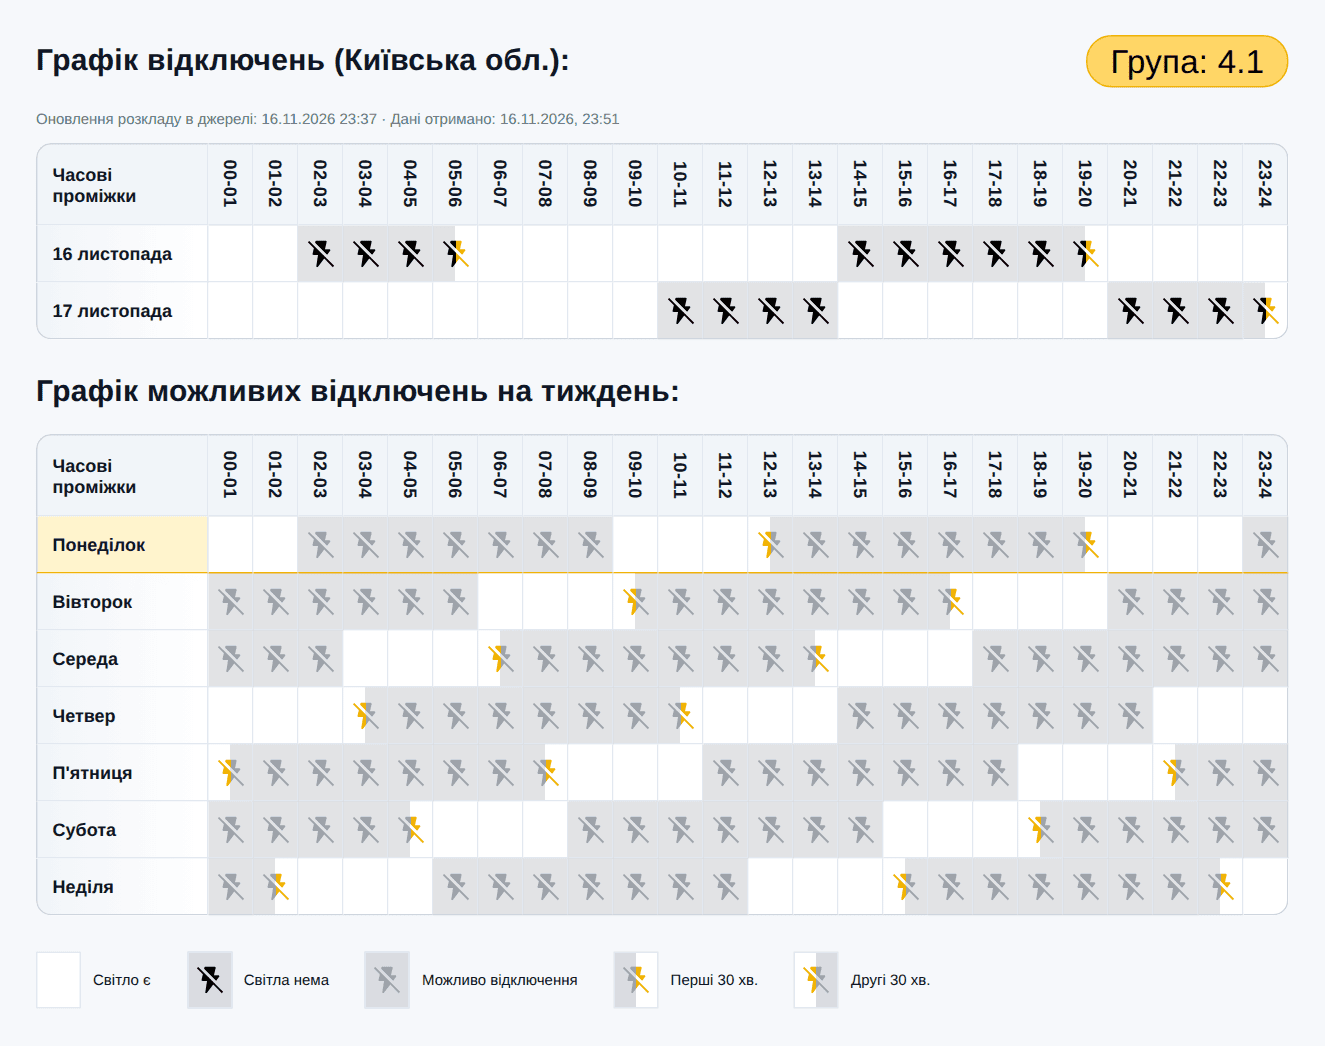 Графік відключень (Київська обл.):
Група: 4.1
Оновлення розкладу в джерелі: 16.11.2026 23:37 · Дані отримано: 16.11.2026, 23:51
Часові
проміжки
00-01 01-02 02-03 03-04 04-05 05-06 06-07 07-08 08-09 09-10 10-11 11-12 12-13 13-14 14-15 15-16 16-17 17-18 18-19 19-20 20-21 21-22 22-23 23-24
16 листопада
17 листопада
Графік можливих відключень на тиждень:
Часові
проміжки
00-01 01-02 02-03 03-04 04-05 05-06 06-07 07-08 08-09 09-10 10-11 11-12 12-13 13-14 14-15 15-16 16-17 17-18 18-19 19-20 20-21 21-22 22-23 23-24
Понеділок
Вівторок
Середа
Четвер
П'ятниця
Субота
Неділя
Світло є
Світла нема
Можливо відключення
Перші 30 хв.
Другі 30 хв.